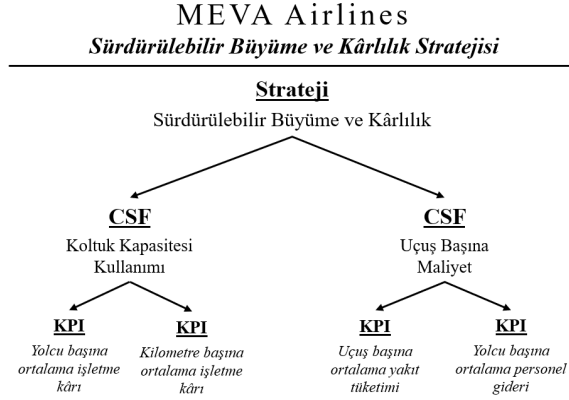 MEVA Airlines
Sürdürülebilir Büyüme ve Kârlılık Stratejisi
Strateji
Sürdürülebilir Büyüme ve Kârlılık
CSF
Koltuk Kapasitesi
Kullanımı
CSF
Uçuş Başına
Maliyet
KPI
Yolcu başına
ortalama işletme
kârı
KPI
Kilometre başına
ortalama işletme
kârı
KPI
Uçuş başına
ortalama yakıt
tüketimi
KPI
Yolcu başına
ortalama personel
gideri